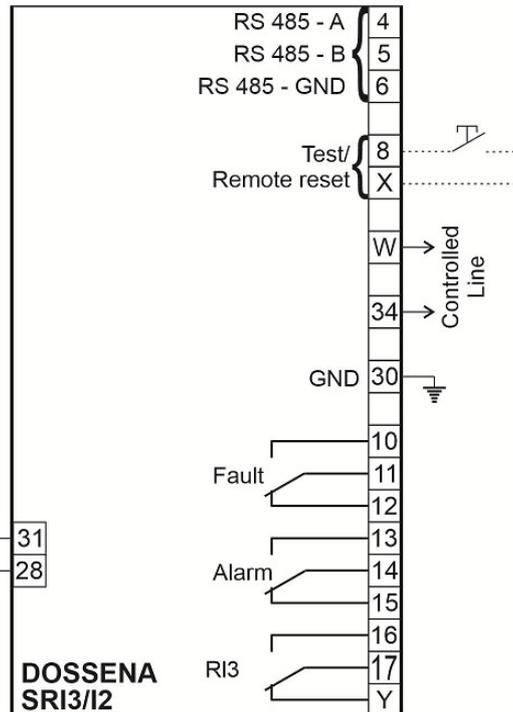 RS 485 - A 4
RS 485 - B 5
RS 485 - GND 6
Test/ 8
Remote reset X
W
Controlled
Line
34
GND 30
10
Fault 11
12
31 13
28 Alarm 14
15
16
RI3 17
DOSSENA Y
SRI3/I2